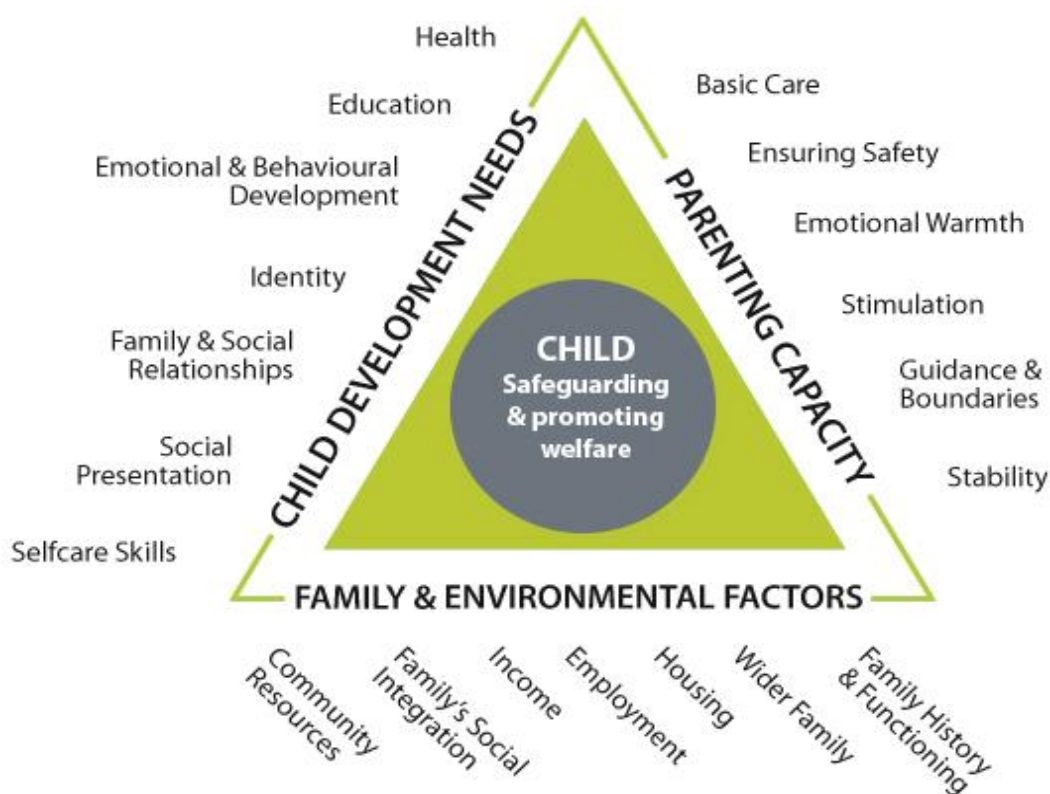 Health
Education
Emotional & Behavioural
Development
Identity
Family & Social
Relationships
Social
Presentation
Selfcare Skills
CHILD DEVELOPMENT NEEDS
CHILD
Safeguarding
& promoting
welfare
PARENTING CAPACITY
Basic Care
Ensuring Safety
Emotional Warmth
Stimulation
Guidance &
Boundaries
Stability
FAMILY & ENVIRONMENTAL FACTORS
Community
Resources
Family's Social
Integration
Income
Employment
Housing
Wider Family
Family History
& Functioning